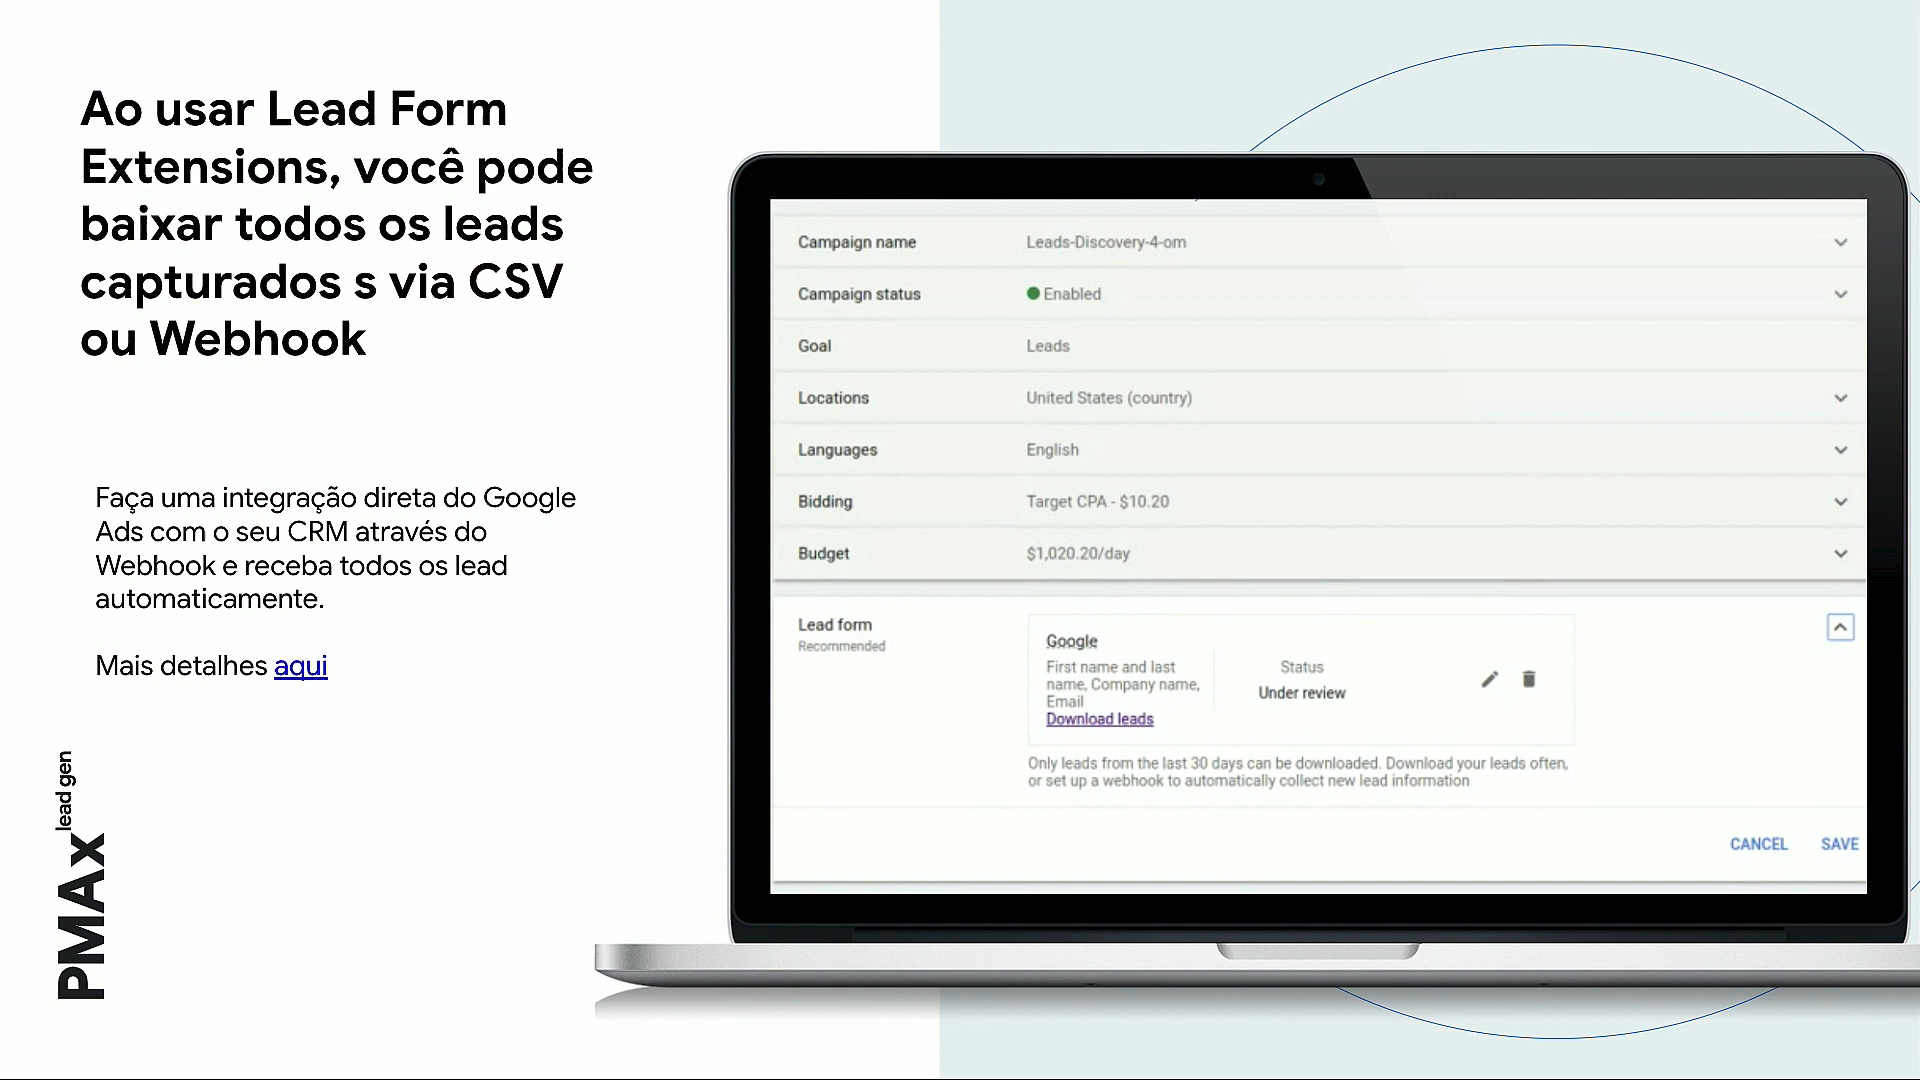 Ao usar Lead Form
Extensions, você pode
baixar todos os leads
capturados s via CSV
ou Webhook
Faça uma integração direta do Google
Ads com o seu CRM através do
Webhook e receba todos os lead
automaticamente.
Mais detalhes aqui
PMAx lead gen
Campaign name Leads-Discovery-4-om
Campaign status Enabled
Goal Leads
Locations United States (country)
Languages English
Bidding Target CPA - $10.20
Budget $1,020.20/day
Lead form
Recommended
Google
First name and last
name, Company name,
Email
Download leads
Status
Under review
Only leads from the last 30 days can be downloaded. Download your leads often,
or set up a webhook to automatically collect new lead information
CANCEL SAVE